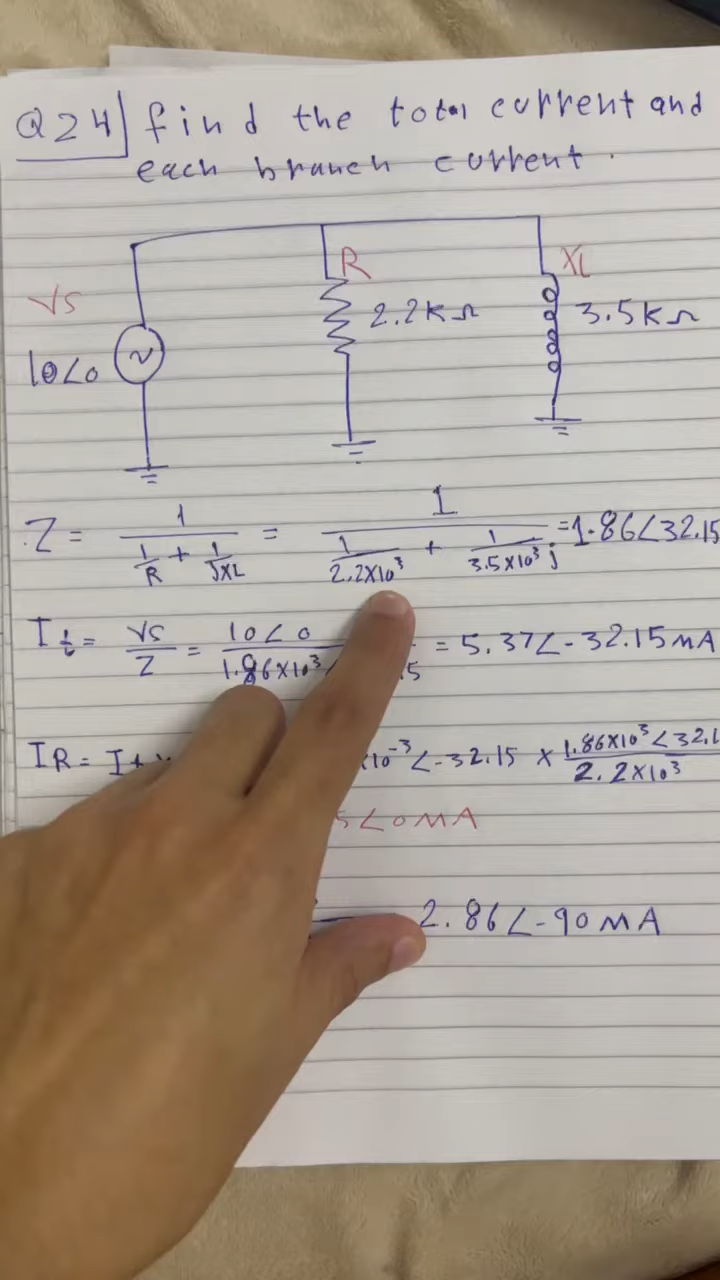 Q24| find the total current and
each branch current.
R
XL
VS
2.2KΩ
3.5KΩ
10<0
Z = 1 / (1/R + 1/JXL) = 1 / (1/2.2×10³ + 1/3.5×10³j) = 1.86<32.15
It = VS/Z = 10<0 / 1.86×10³ = 5.37<-32.15 MA
IR = It ×10⁻³<-32.15 × 1.86×10³<32.1 / 2.2×10³
5<0 MA
2.86<-90 MA